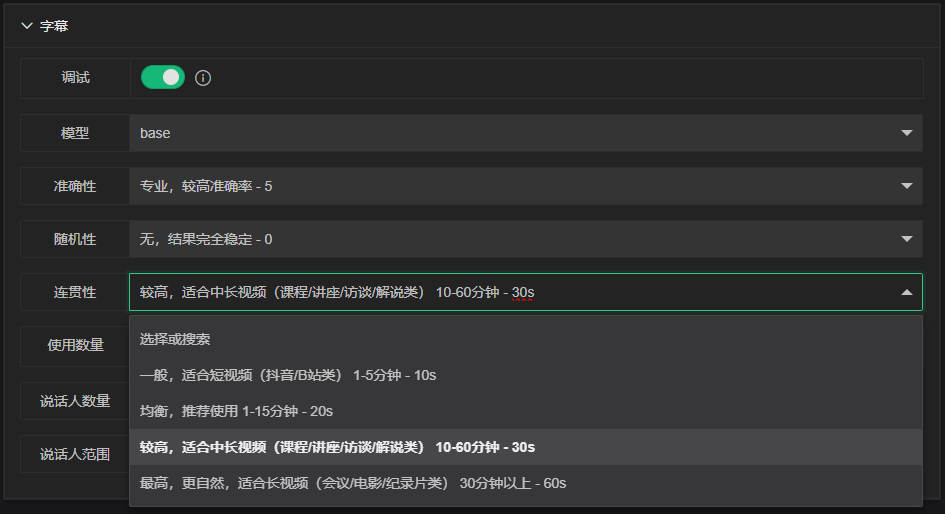 字幕
调试
模型 base
准确性 专业，较高准确率 - 5
随机性 无，结果完全稳定 - 0
连贯性 较高，适合中长视频（课程/讲座/访谈/解说类） 10-60分钟 - 30s
使用数量
说话人数量
说话人范围
选择或搜索
一般，适合短视频（抖音/B站类） 1-5分钟 - 10s
均衡，推荐使用 1-15分钟 - 20s
较高，适合中长视频（课程/讲座/访谈/解说类） 10-60分钟 - 30s
最高，更自然，适合长视频（会议/电影/纪录片类） 30分钟以上 - 60s